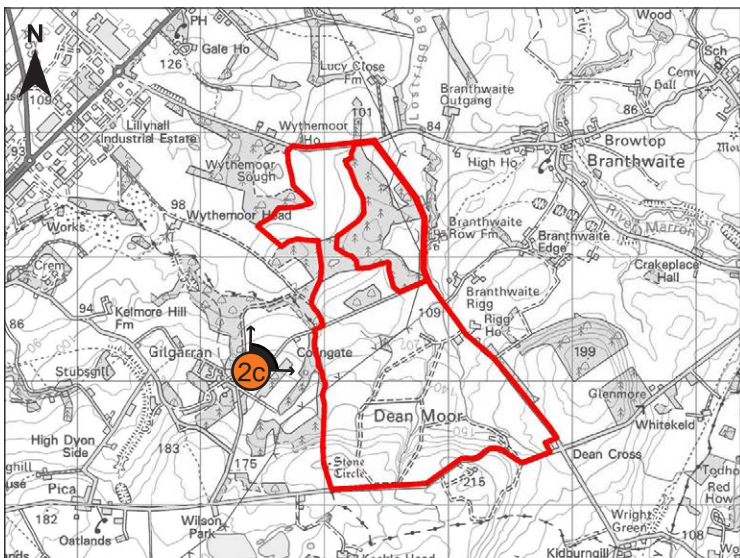 PH
Gale Ho
126
N
109
Lillyhall
Industrial Estate
Lucy Close
Fm
Lostrigg Be
Wood
Sch
Cemy
86
Branthwaite
Outgang
101
84
Wythemoor
Ho
High Ho
Browtop
Branthwaite
Wythemoor
Sough
98
Wythemoor Head
Works
River Marron
Branthwaite
Row Fm
Branthwaite
Edge
Crakeplace
Hall
Crem
94
86
Kelmore Hill
Fm
Branthwaite
Rigg
109
Rigg
Ho
Gilgarran
2c
199
Stubsgill
Glenmore
Whitekeld
Dean Moor
High Dyon
Side
183
175
Stone
Circle
215
Dean Cross
Pica
182
Oatlands
Wilson
Park
Red
How
Wright
Green
108
Kidburngill